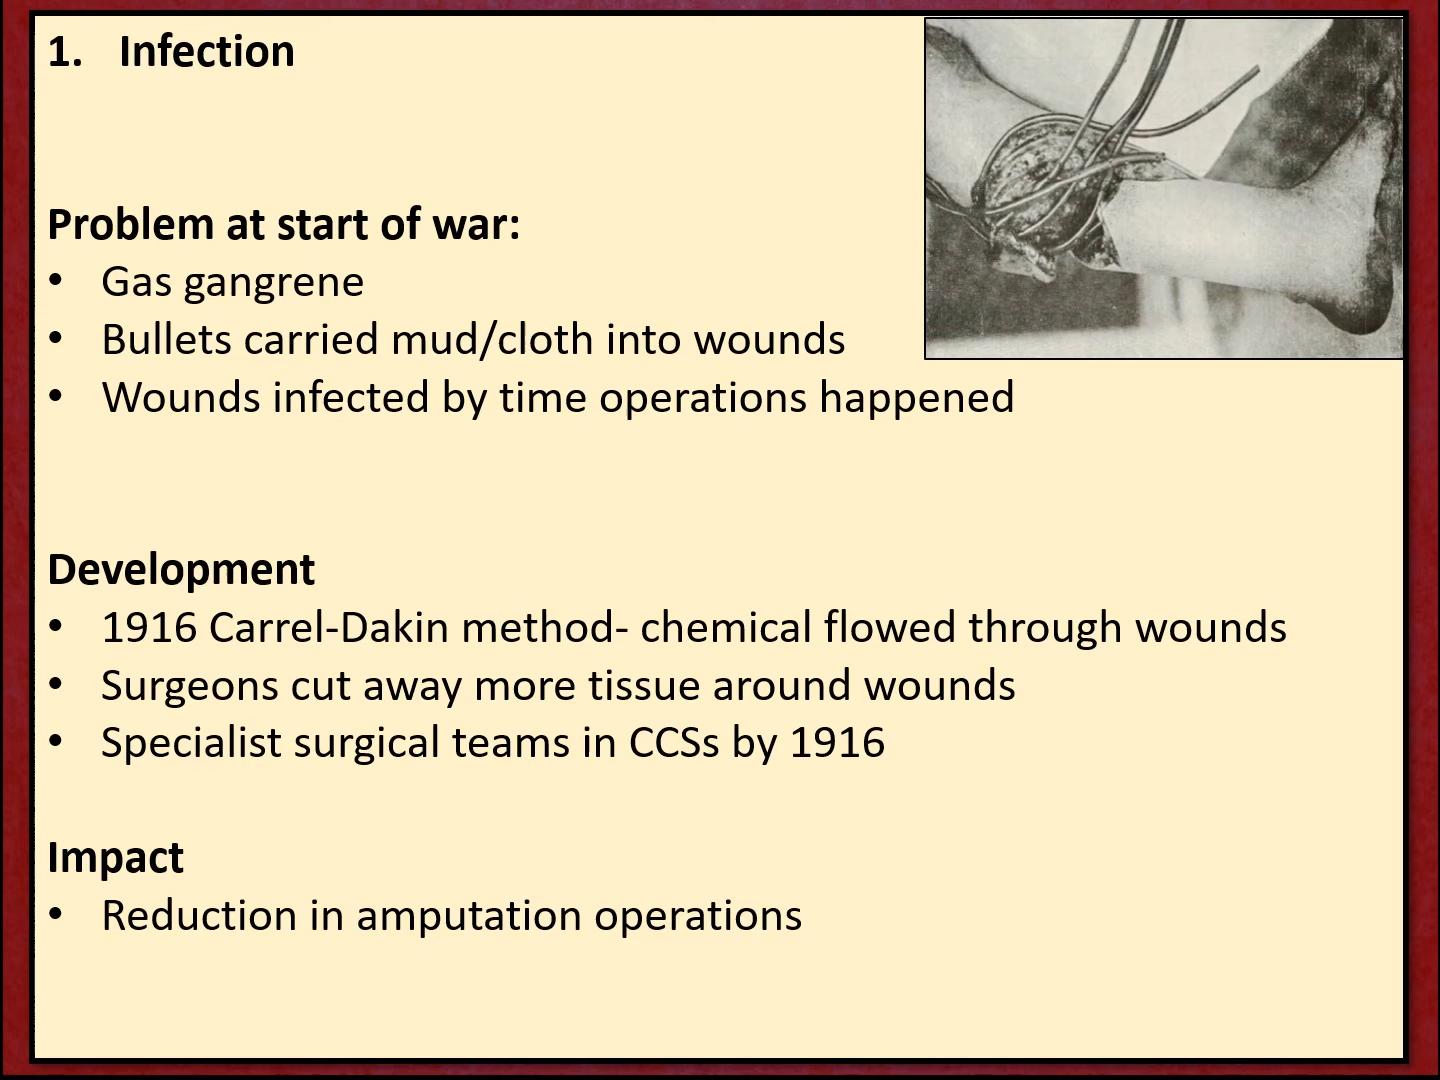 1. Infection
Problem at start of war:
• Gas gangrene
• Bullets carried mud/cloth into wounds
• Wounds infected by time operations happened
Development
• 1916 Carrel-Dakin method- chemical flowed through wounds
• Surgeons cut away more tissue around wounds
• Specialist surgical teams in CCSs by 1916
Impact
• Reduction in amputation operations